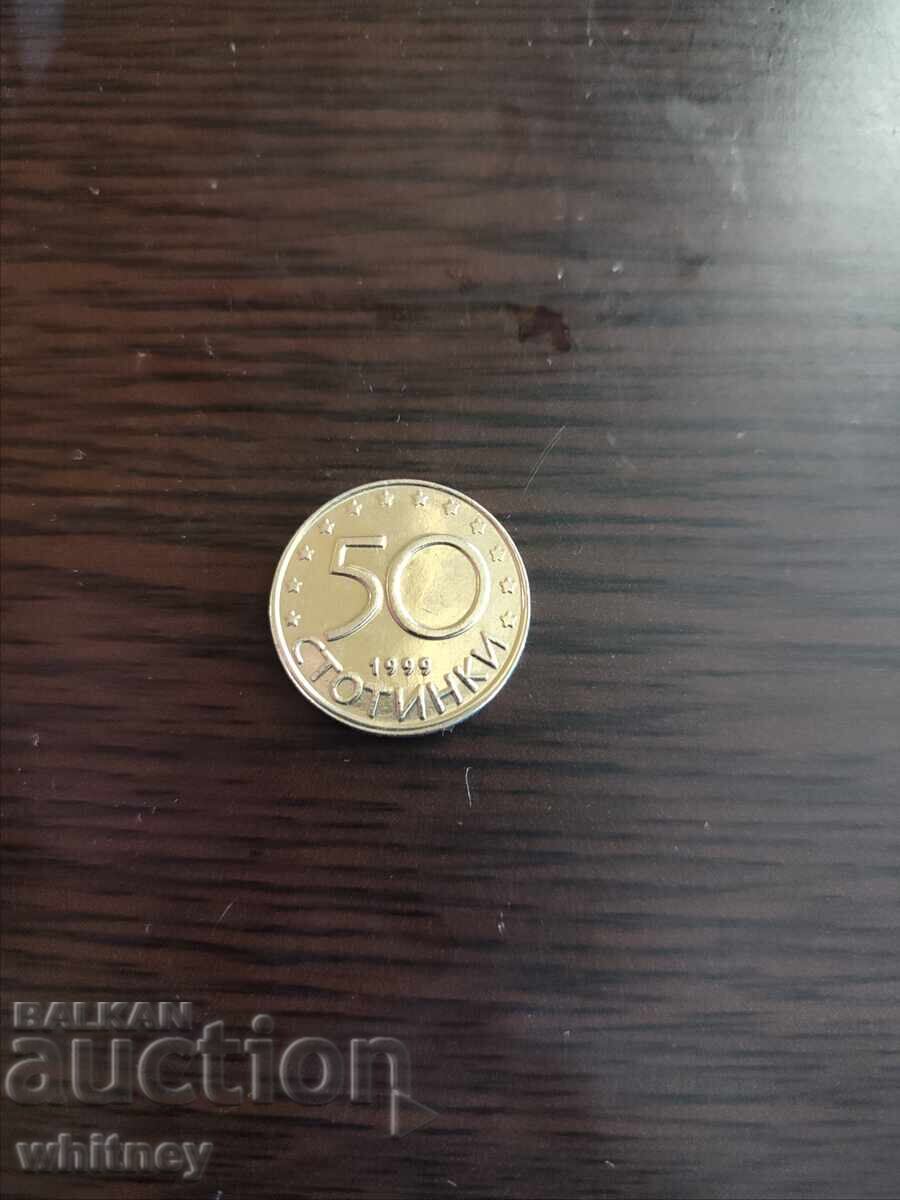 50
1999
СТОТИНКИ
BALKAN
auction
whitney